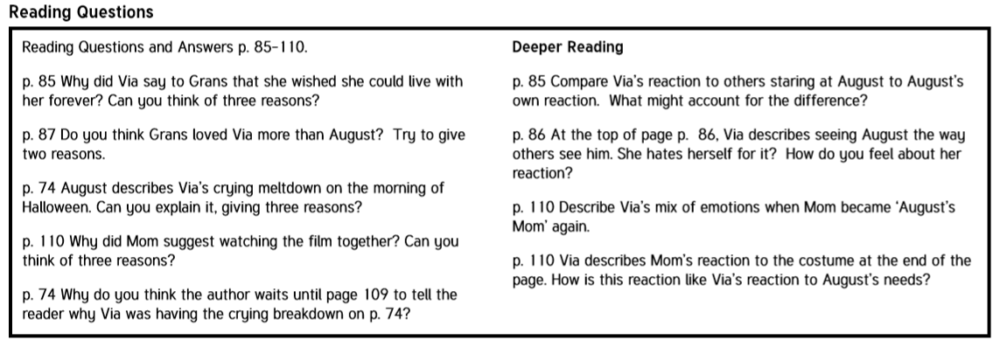 Reading Questions
Reading Questions and Answers p. 85-110.
p. 85 Why did Via say to Grans that she wished she could live with
her forever? Can you think of three reasons?
p. 87 Do you think Grans loved Via more than August? Try to give
two reasons.
p. 74 August describes Via's crying meltdown on the morning of
Halloween. Can you explain it, giving three reasons?
p. 110 Why did Mom suggest watching the film together? Can you
think of three reasons?
p. 74 Why do you think the author waits until page 109 to tell the
reader why Via was having the crying breakdown on p. 74?
Deeper Reading
p. 85 Compare Via's reaction to others staring at August to August's
own reaction. What might account for the difference?
p. 86 At the top of page p. 86, Via describes seeing August the way
others see him. She hates herself for it? How do you feel about her
reaction?
p. 110 Describe Via's mix of emotions when Mom became 'August's
Mom' again.
p. 110 Via describes Mom's reaction to the costume at the end of the
page. How is this reaction like Via's reaction to August's needs?